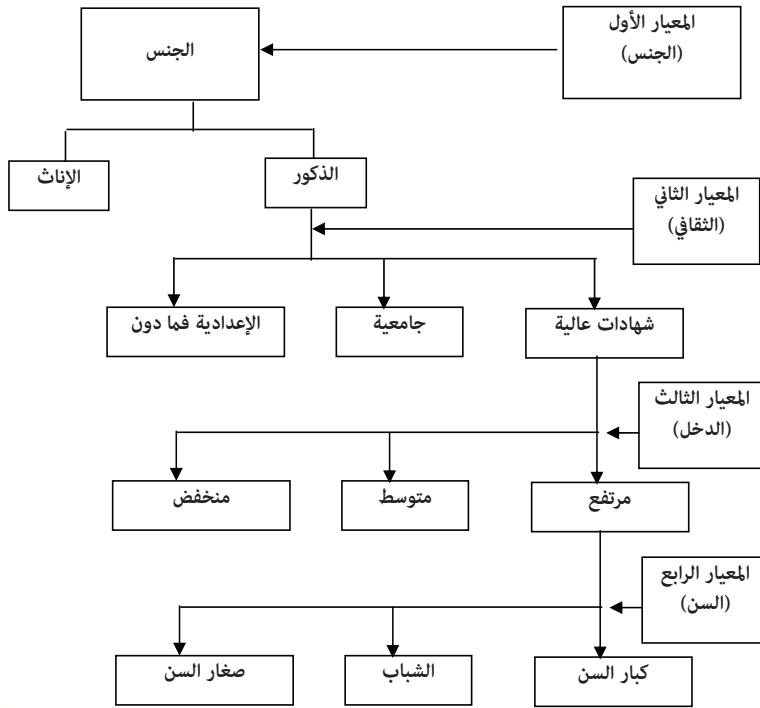 المعيار الأول
(الجنس)
الجنس
الذكور
الإناث
المعيار الثاني
(الثقافي)
شهادات عالية
جامعية
الإعدادية فما دون
المعيار الثالث
(الدخل)
مرتفع
متوسط
منخفض
المعيار الرابع
(السن)
كبار السن
الشباب
صغار السن